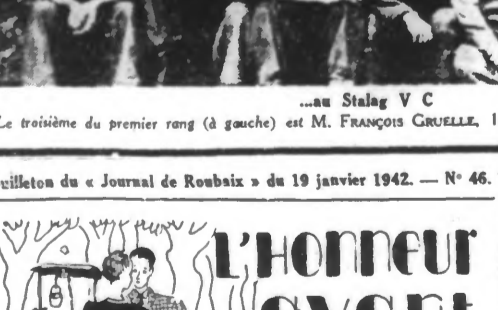 ...au Stalag V C
Le troisième du premier rang (à gauche) est M. FRANÇOIS GRUELLE,
du « Journal de Roubaix » du 19 janvier 1942. — N° 46.
L'HONNEUR
avant